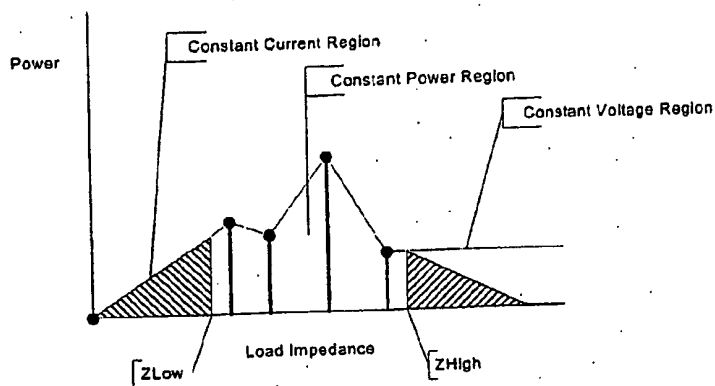 Constant Current Region
Power
Constant Power Region
Constant Voltage Region
ZLow
Load Impedance
ZHigh